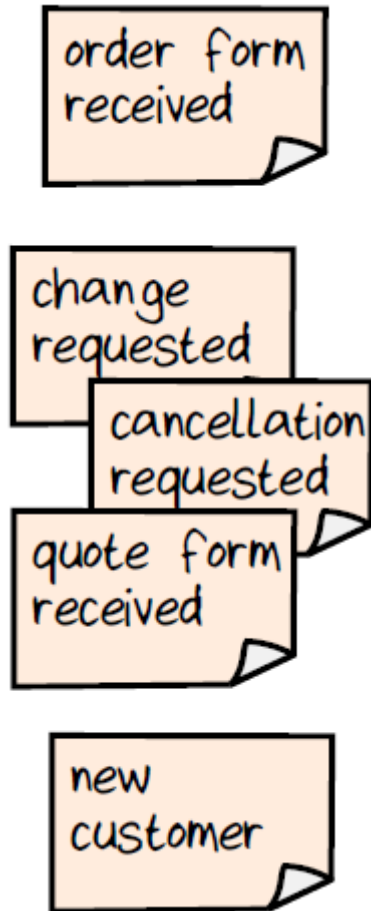 order form
received
change
requested
cancellation
requested
quote form
received
new
customer